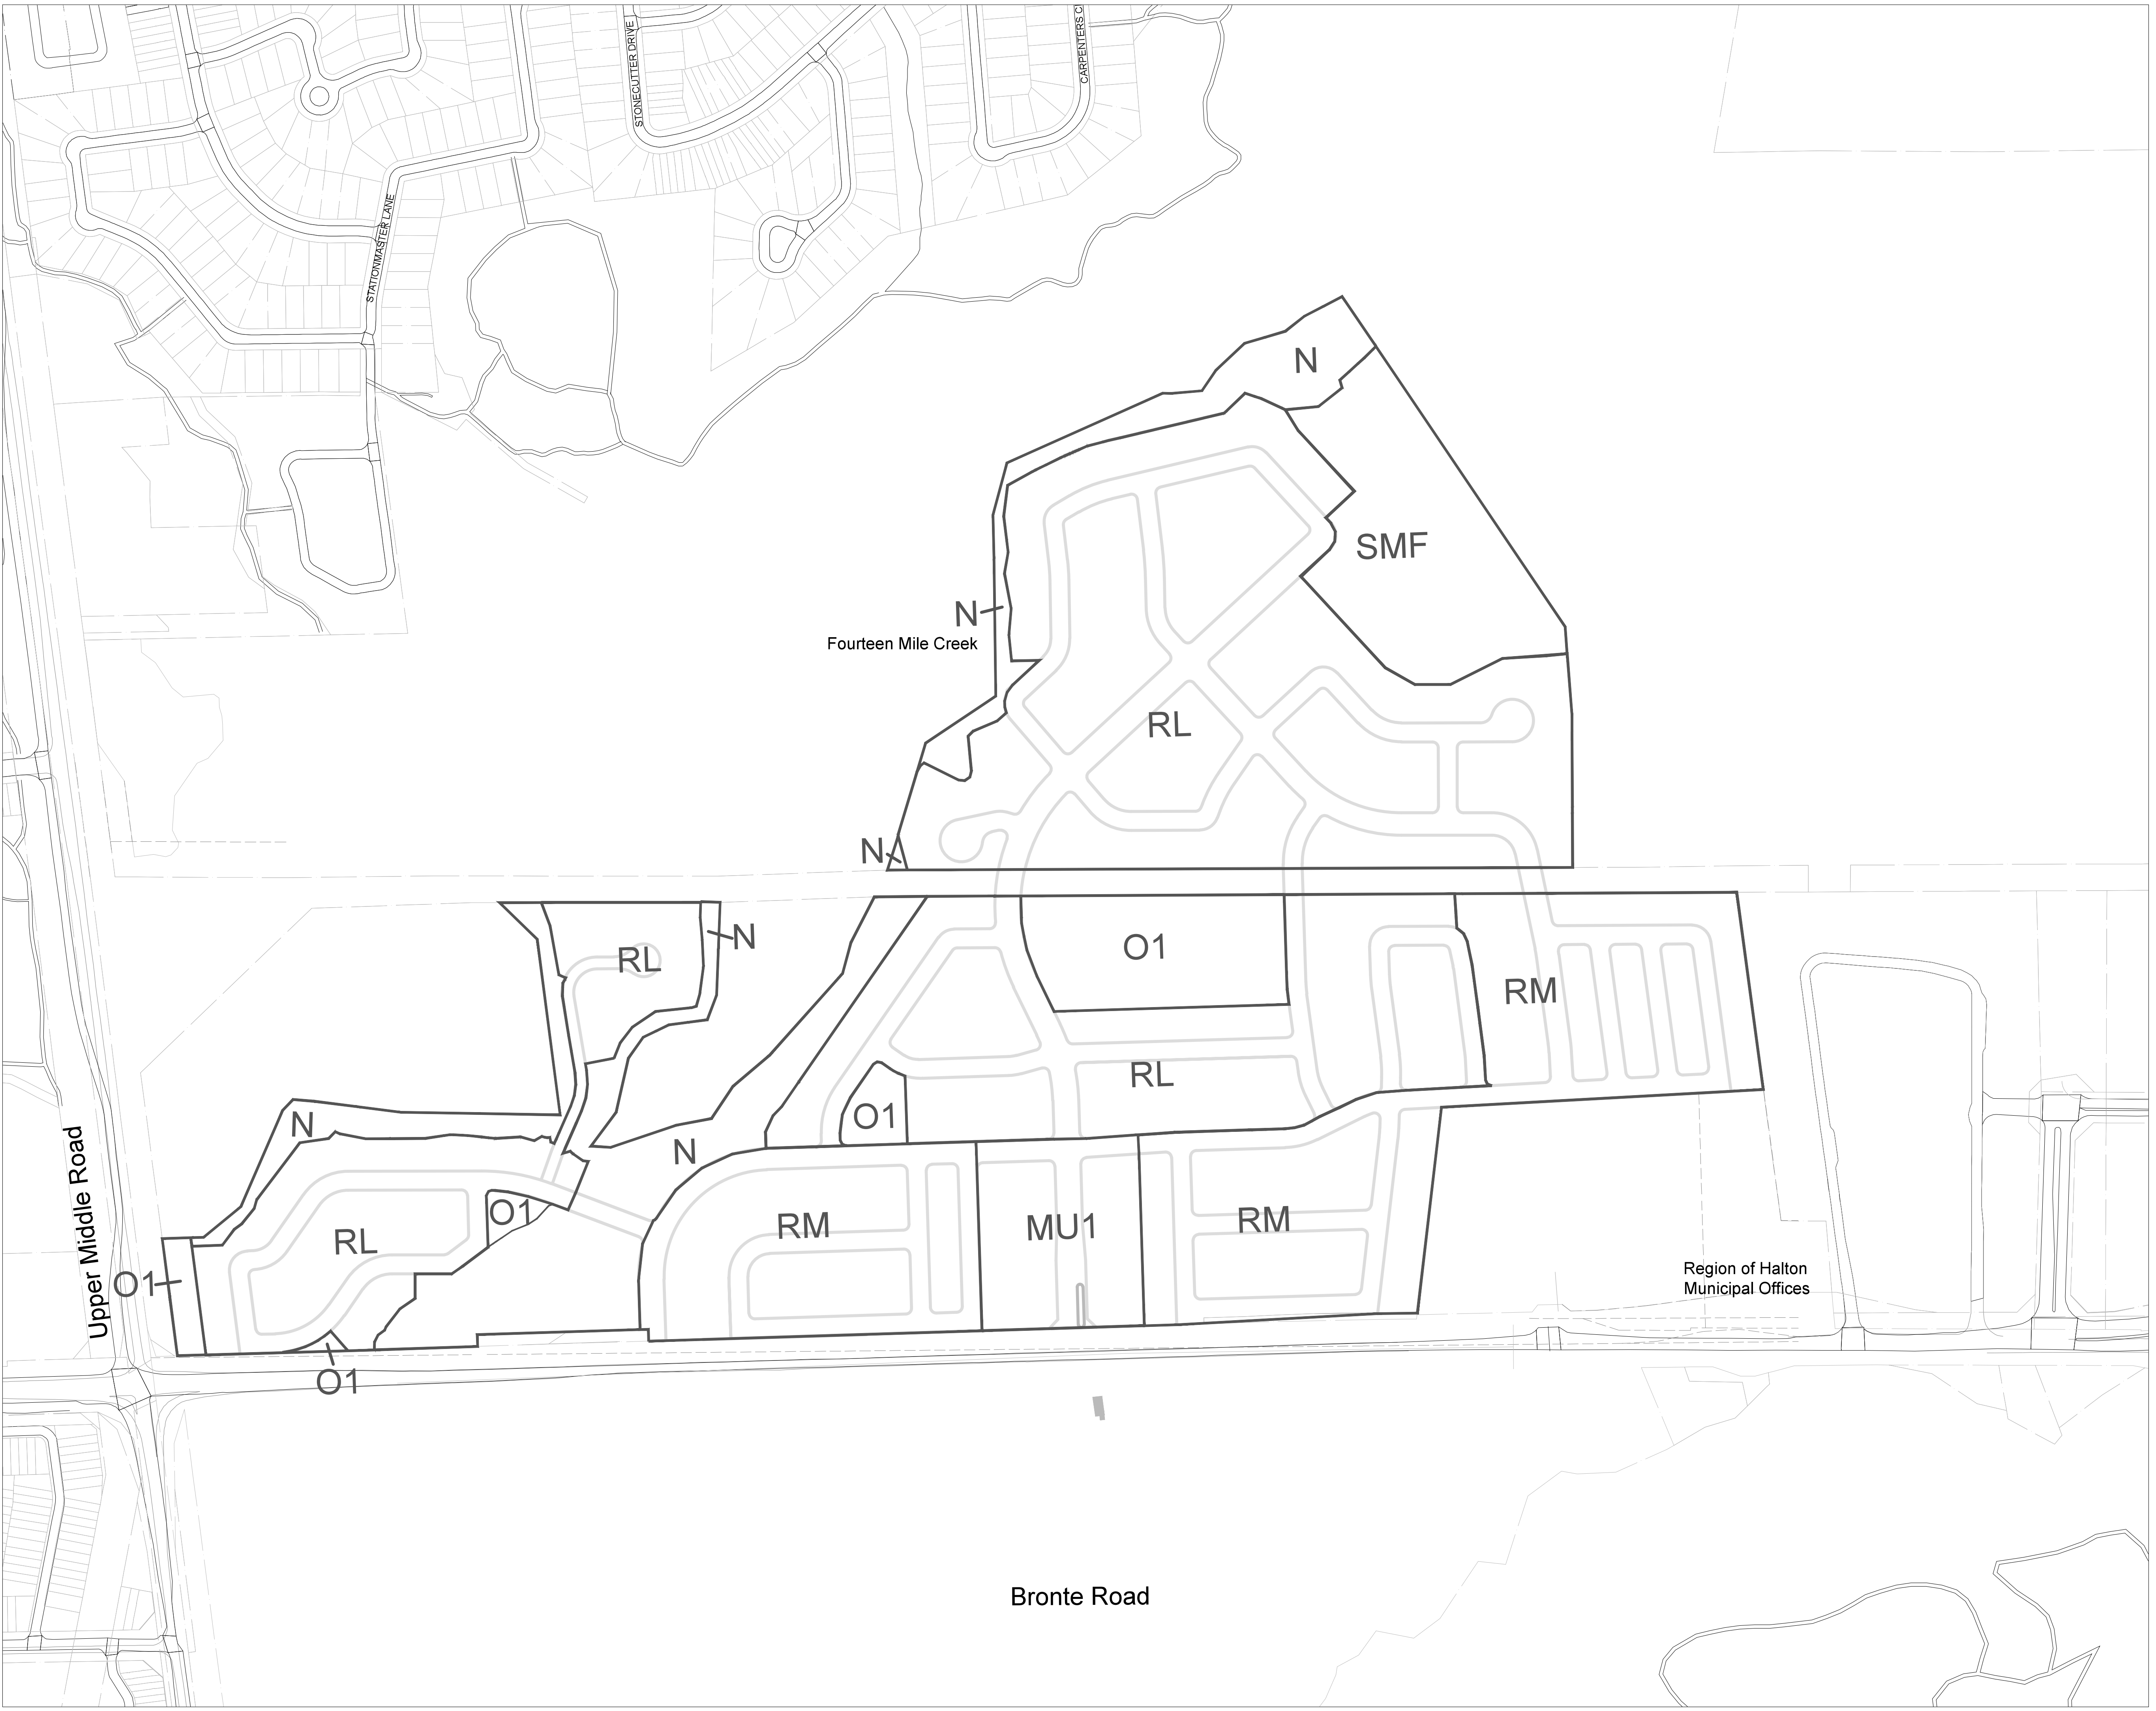 STONECUTTER DRIVE
CARPENTERS C
STATIONMASTER LANE
N
SMF
N
Fourteen Mile Creek
RL
N
RL
N
O1
RM
RL
O1
N
N
RL
O1
RM
MU1
RM
O1
Upper Middle Road
Region of Halton
Municipal Offices
O1
Bronte Road